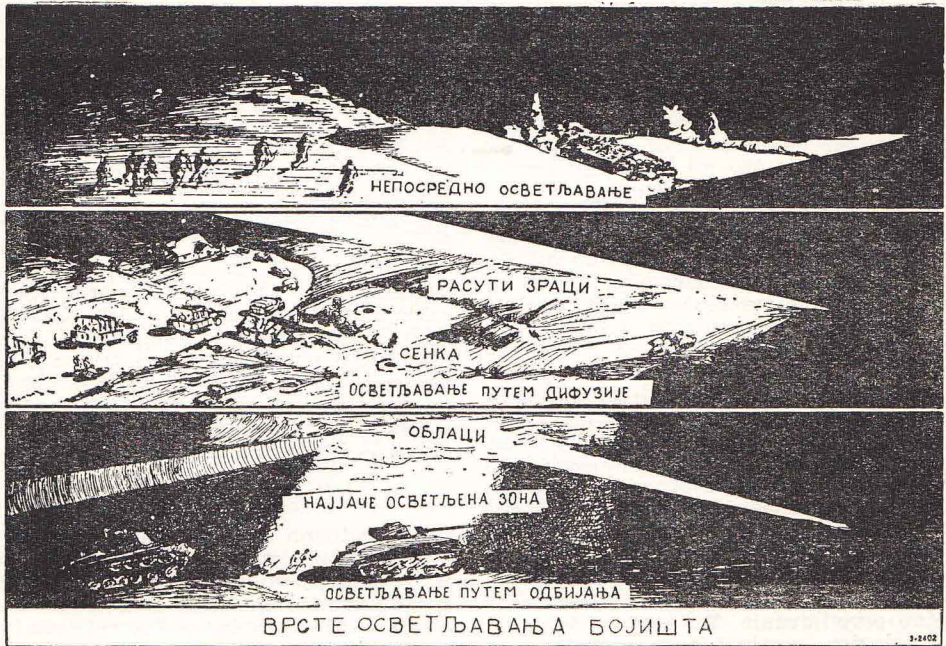 НЕПОСРЕДНО ОСВЕТЉАВАЊЕ
РАСУТИ ЗРАЦИ
СЕНКА
ОСВЕТЉАВАЊЕ ПУТЕМ ДИФУЗИЈЕ
ОБЛАЦИ
НАЈЈАЧЕ ОСВЕТЉЕНА ЗОНА
ОСВЕТЉАВАЊЕ ПУТЕМ ОДБИЈАЊА
ВРСТЕ ОСВЕТЉАВАЊА БОЈИШТА
3-2402